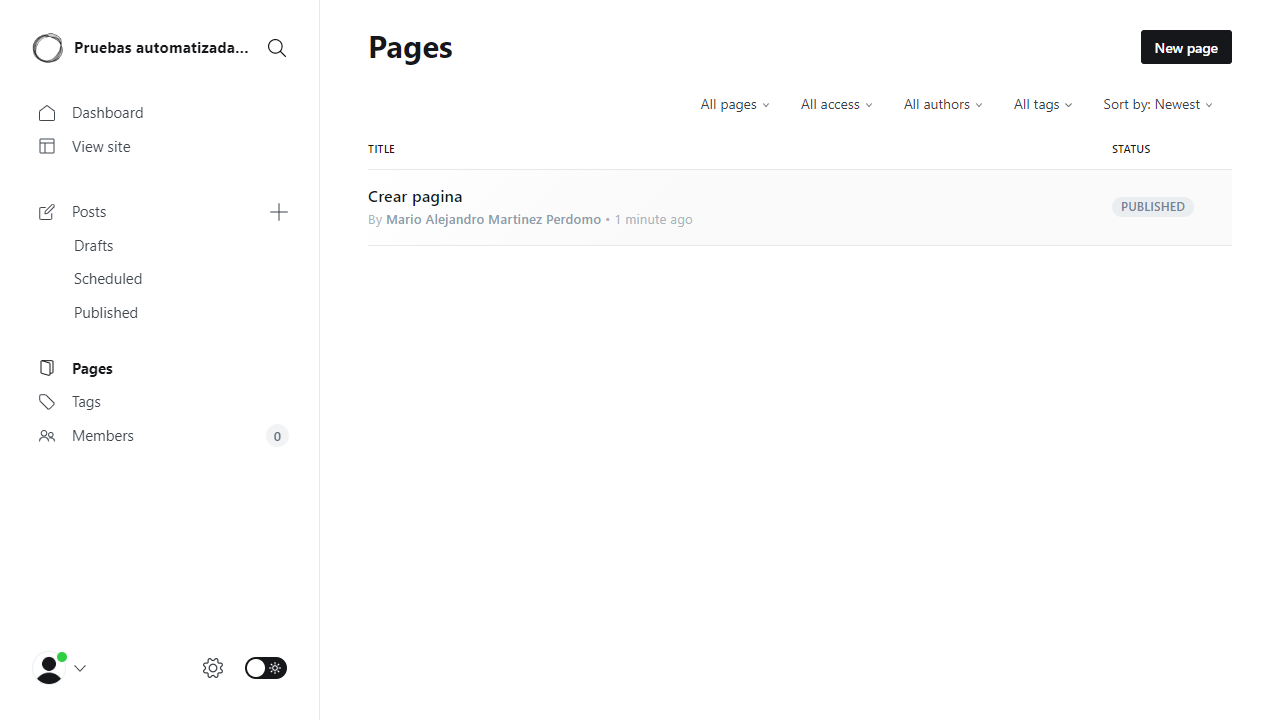 Pruebas automatizada...
Dashboard
View site
Posts
Drafts
Scheduled
Published
Pages
Tags
Members
0
Pages
New page
All pages
All access
All authors
All tags
Sort by: Newest
TITLE
STATUS
Crear pagina
By Mario Alejandro Martinez Perdomo • 1 minute ago
PUBLISHED